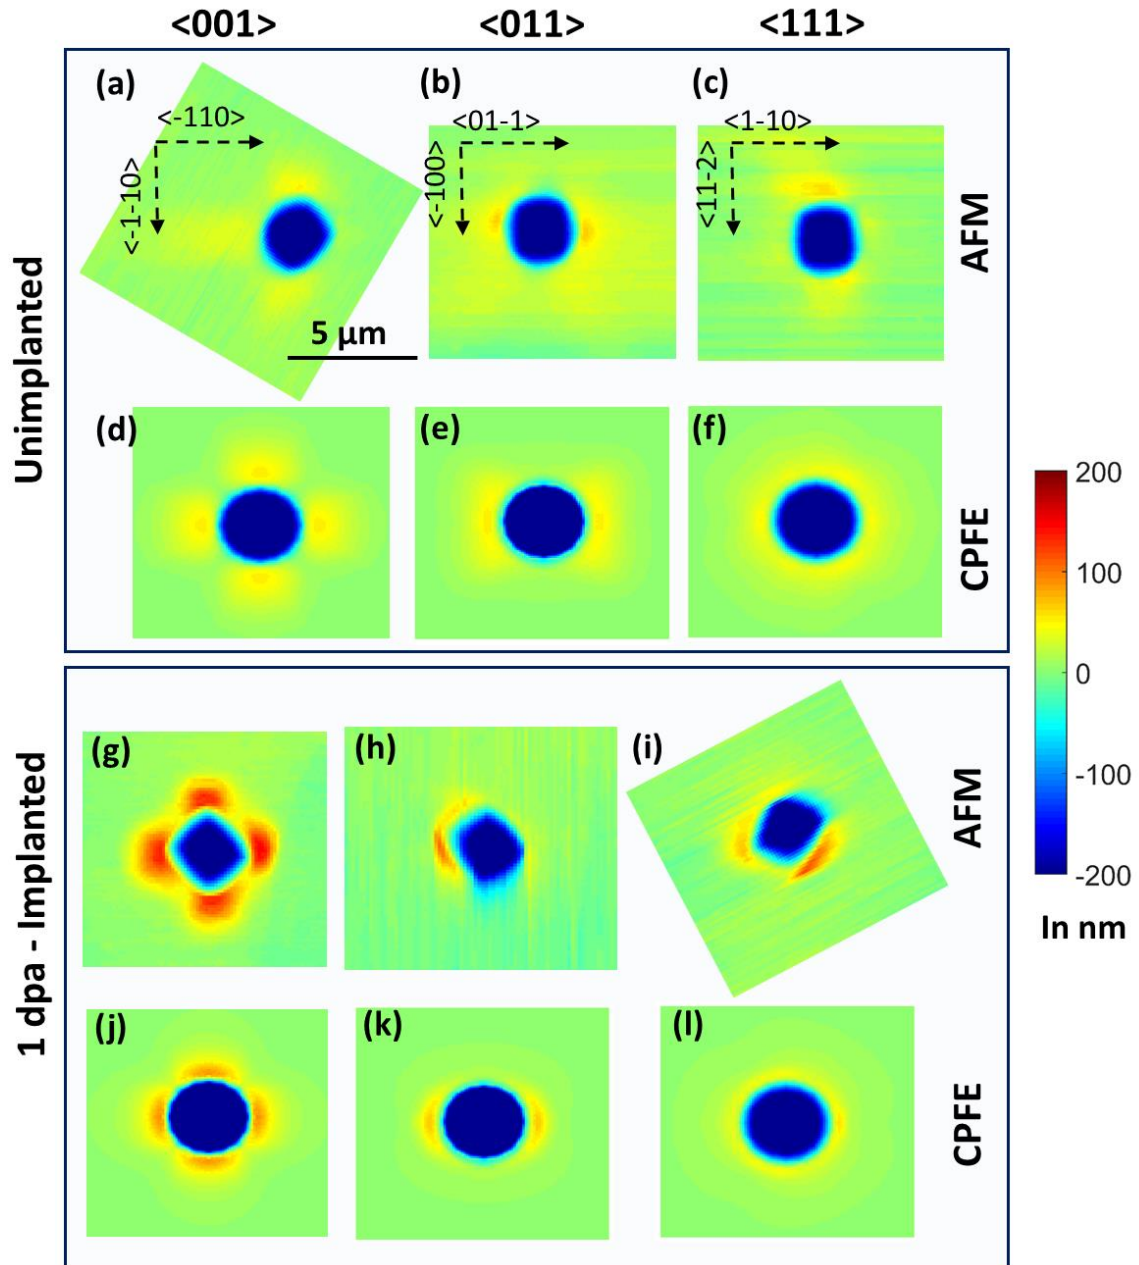 <001>
<011>
<111>
(a)
(b)
(c)
<-110>
<01-1>
<1-10>
<-1-10>
<-100>
<11-2>
AFM
5 µm
Unimplanted
(d)
(e)
(f)
CPFE
200
100
0
-100
-200
In nm
(g)
(h)
(i)
AFM
1 dpa - Implanted
(j)
(k)
(l)
CPFE